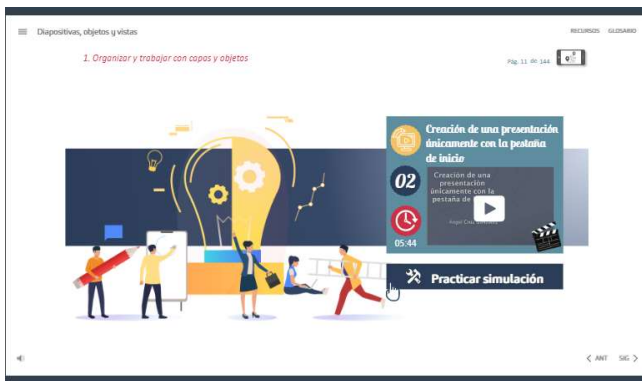 Diapositivas, objetos y vistas
RECURSOS GLOSARIO
1. Organizar y trabajar con capas y objetos
Pág. 11 de 144
Creación de una presentación
únicamente con la pestaña
de inicio
02
Creación de una
presentación
únicamente con la
pestaña de
05:44
Practicar simulación
ANT SIG